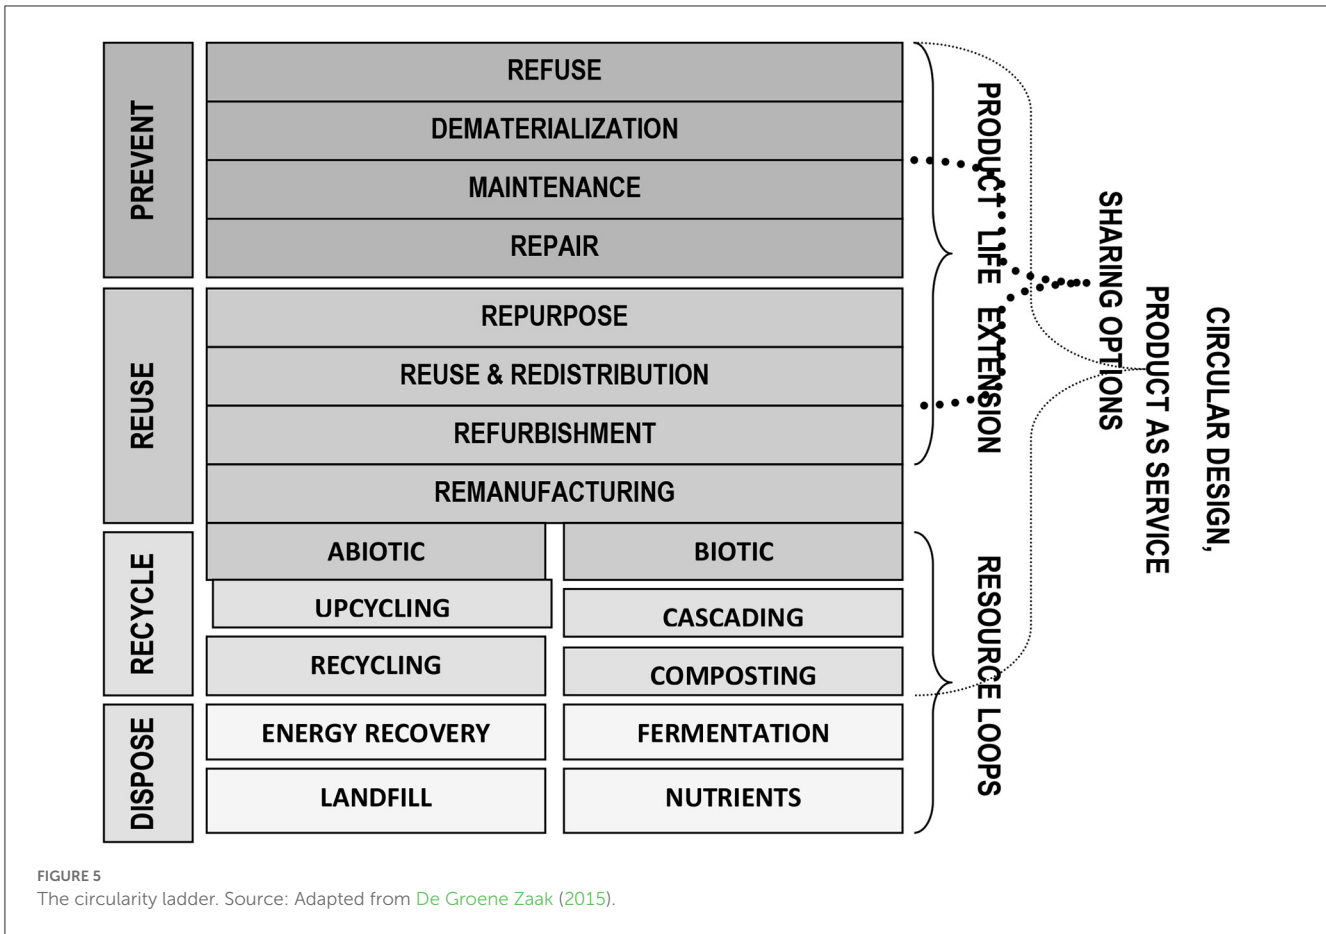 PREVENT
REFUSE
DEMATERIALIZATION
MAINTENANCE
REPAIR
REUSE
REPURPOSE
REUSE & REDISTRIBUTION
REFURBISHMENT
REMANUFACTURING
RECYCLE
ABIOTIC
BIOTIC
UPCYCLING
CASCADING
RECYCLING
COMPOSTING
DISPOSE
ENERGY RECOVERY
FERMENTATION
LANDFILL
NUTRIENTS
PRODUCT LIFE EXTENSION
RESOURCE LOOPS
SHARING OPTIONS
CIRCULAR DESIGN,
PRODUCT AS SERVICE
FIGURE 5
The circularity ladder. Source: Adapted from De Groene Zaak (2015).